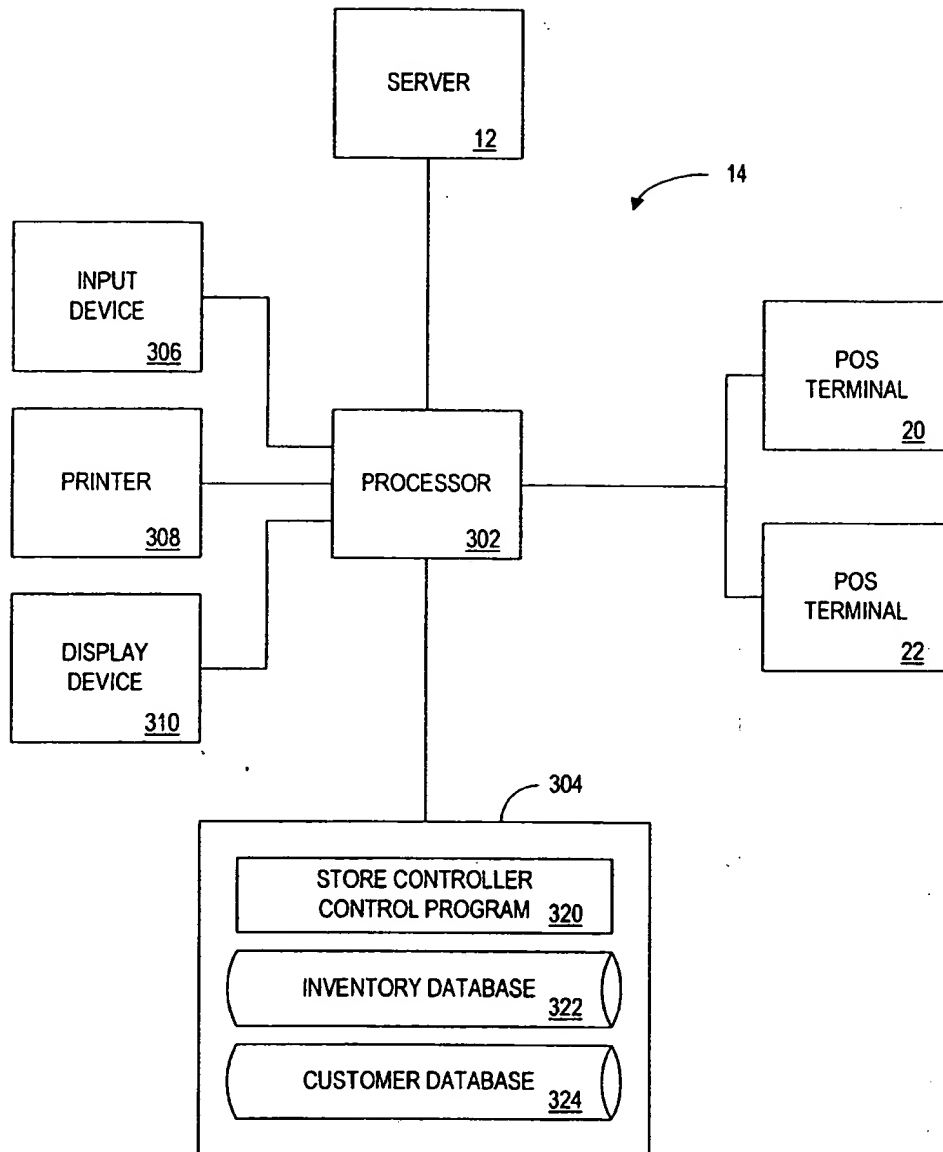 SERVER
12
14
INPUT
DEVICE
306
POS
TERMINAL
20
PRINTER
308
PROCESSOR
302
POS
TERMINAL
22
DISPLAY
DEVICE
310
304
STORE CONTROLLER
CONTROL PROGRAM 320
INVENTORY DATABASE 322
CUSTOMER DATABASE 324